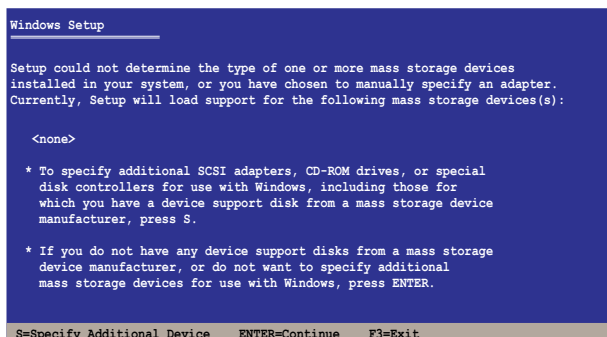 Windows Setup
Setup could not determine the type of one or more mass storage devices
installed in your system, or you have chosen to manually specify an adapter.
Currently, Setup will load support for the following mass storage devices(s):
<none>
* To specify additional SCSI adapters, CD-ROM drives, or special
disk controllers for use with Windows, including those for
which you have a device support disk from a mass storage device
manufacturer, press S.
* If you do not have any device support disks from a mass storage
device manufacturer, or do not want to specify additional
mass storage devices for use with Windows, press ENTER.
S=Specify Additional Device ENTER=Continue F3=Exit